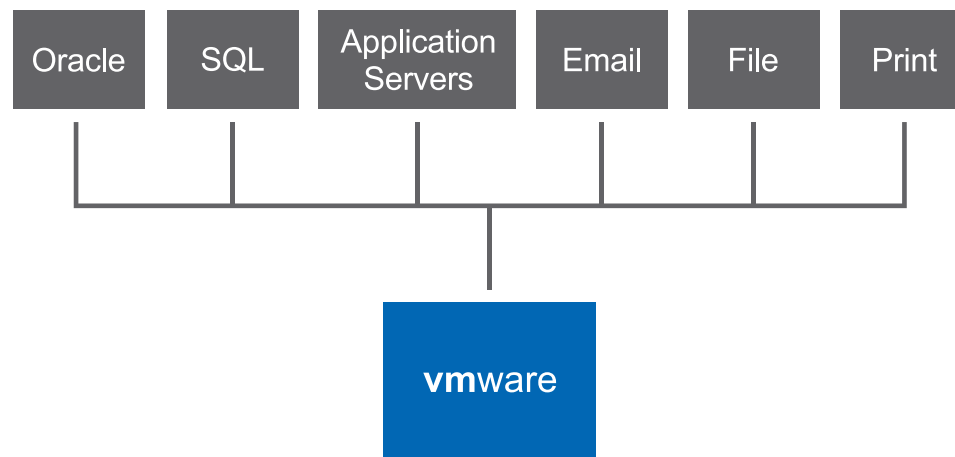 Oracle
SQL
Application
Servers
Email
File
Print
vmware